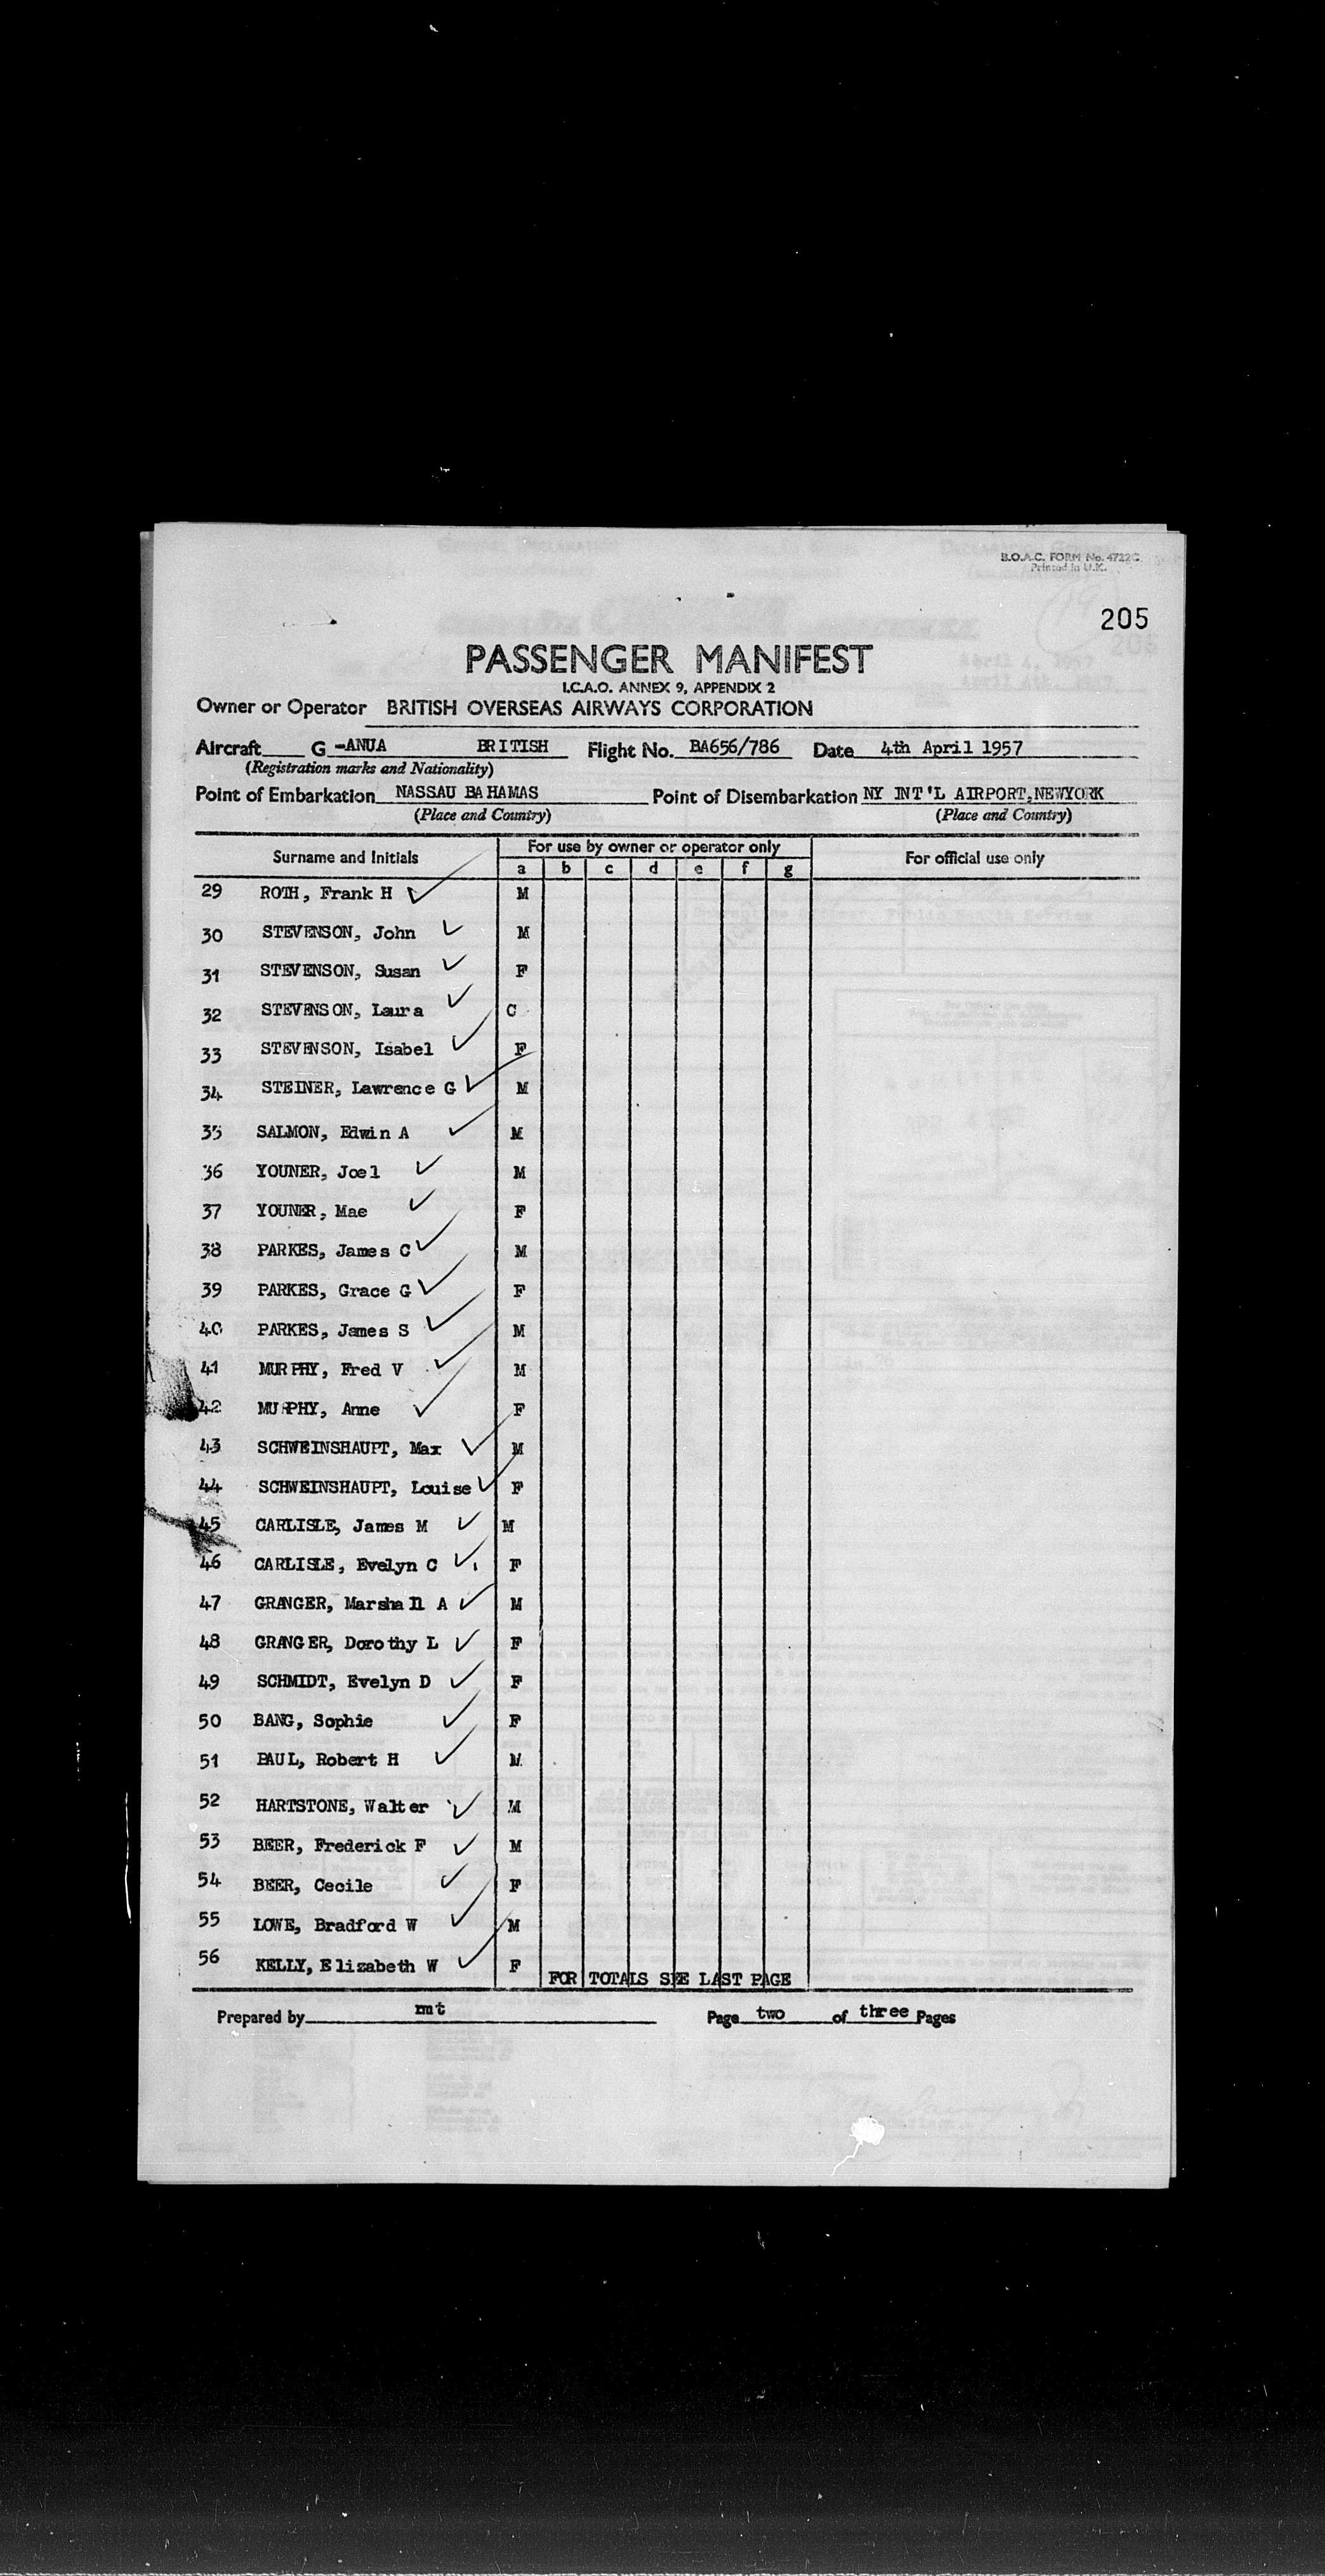 B.O.A.C. FORM No. 4722C
Printed in U.K.
205
PASSENGER MANIFEST
I.C.A.O. ANNEX 9, APPENDIX 2
Owner or Operator BRITISH OVERSEAS AIRWAYS CORPORATION
Aircraft G -ANUA BRITISH Flight No. BA656/786 Date 4th April 1957
(Registration marks and Nationality)
Point of Embarkation NASSAU BAHAMAS Point of Disembarkation NY INT'L AIRPORT,NEWYORK
(Place and Country) (Place and Country)
Surname and Initials For use by owner or operator only For official use only
a b c d e f g
29 ROTH, Frank H ✓ M
30 STEVENSON, John ✓ M
31 STEVENSON, Susan ✓ F
32 STEVENSON, Laura ✓ C
33 STEVENSON, Isabel ✓ F
34 STEINER, Lawrence G ✓ M
35 SALMON, Edwin A ✓ M
36 YOUNER, Joel ✓ M
37 YOUNER, Mae ✓ F
38 PARKES, James C ✓ M
39 PARKES, Grace G ✓ F
40 PARKES, James S ✓ M
41 MURPHY, Fred V ✓ M
42 MURPHY, Anne ✓ F
43 SCHWEINSHAUPT, Max ✓ M
44 SCHWEINSHAUPT, Louise ✓ F
45 CARLISLE, James M ✓ M
46 CARLISLE, Evelyn C ✓ F
47 GRANGER, Marshall A ✓ M
48 GRANGER, Dorothy L ✓ F
49 SCHMIDT, Evelyn D ✓ F
50 BANG, Sophie ✓ F
51 PAUL, Robert H ✓ M
52 HARTSTONE, Walter ✓ M
53 BEER, Frederick F ✓ M
54 BEER, Cecile ✓ F
55 LOWE, Bradford W ✓ M
56 KELLY, Elizabeth W ✓ F
FOR TOTALS SEE LAST PAGE
Prepared by mt Page two of three Pages